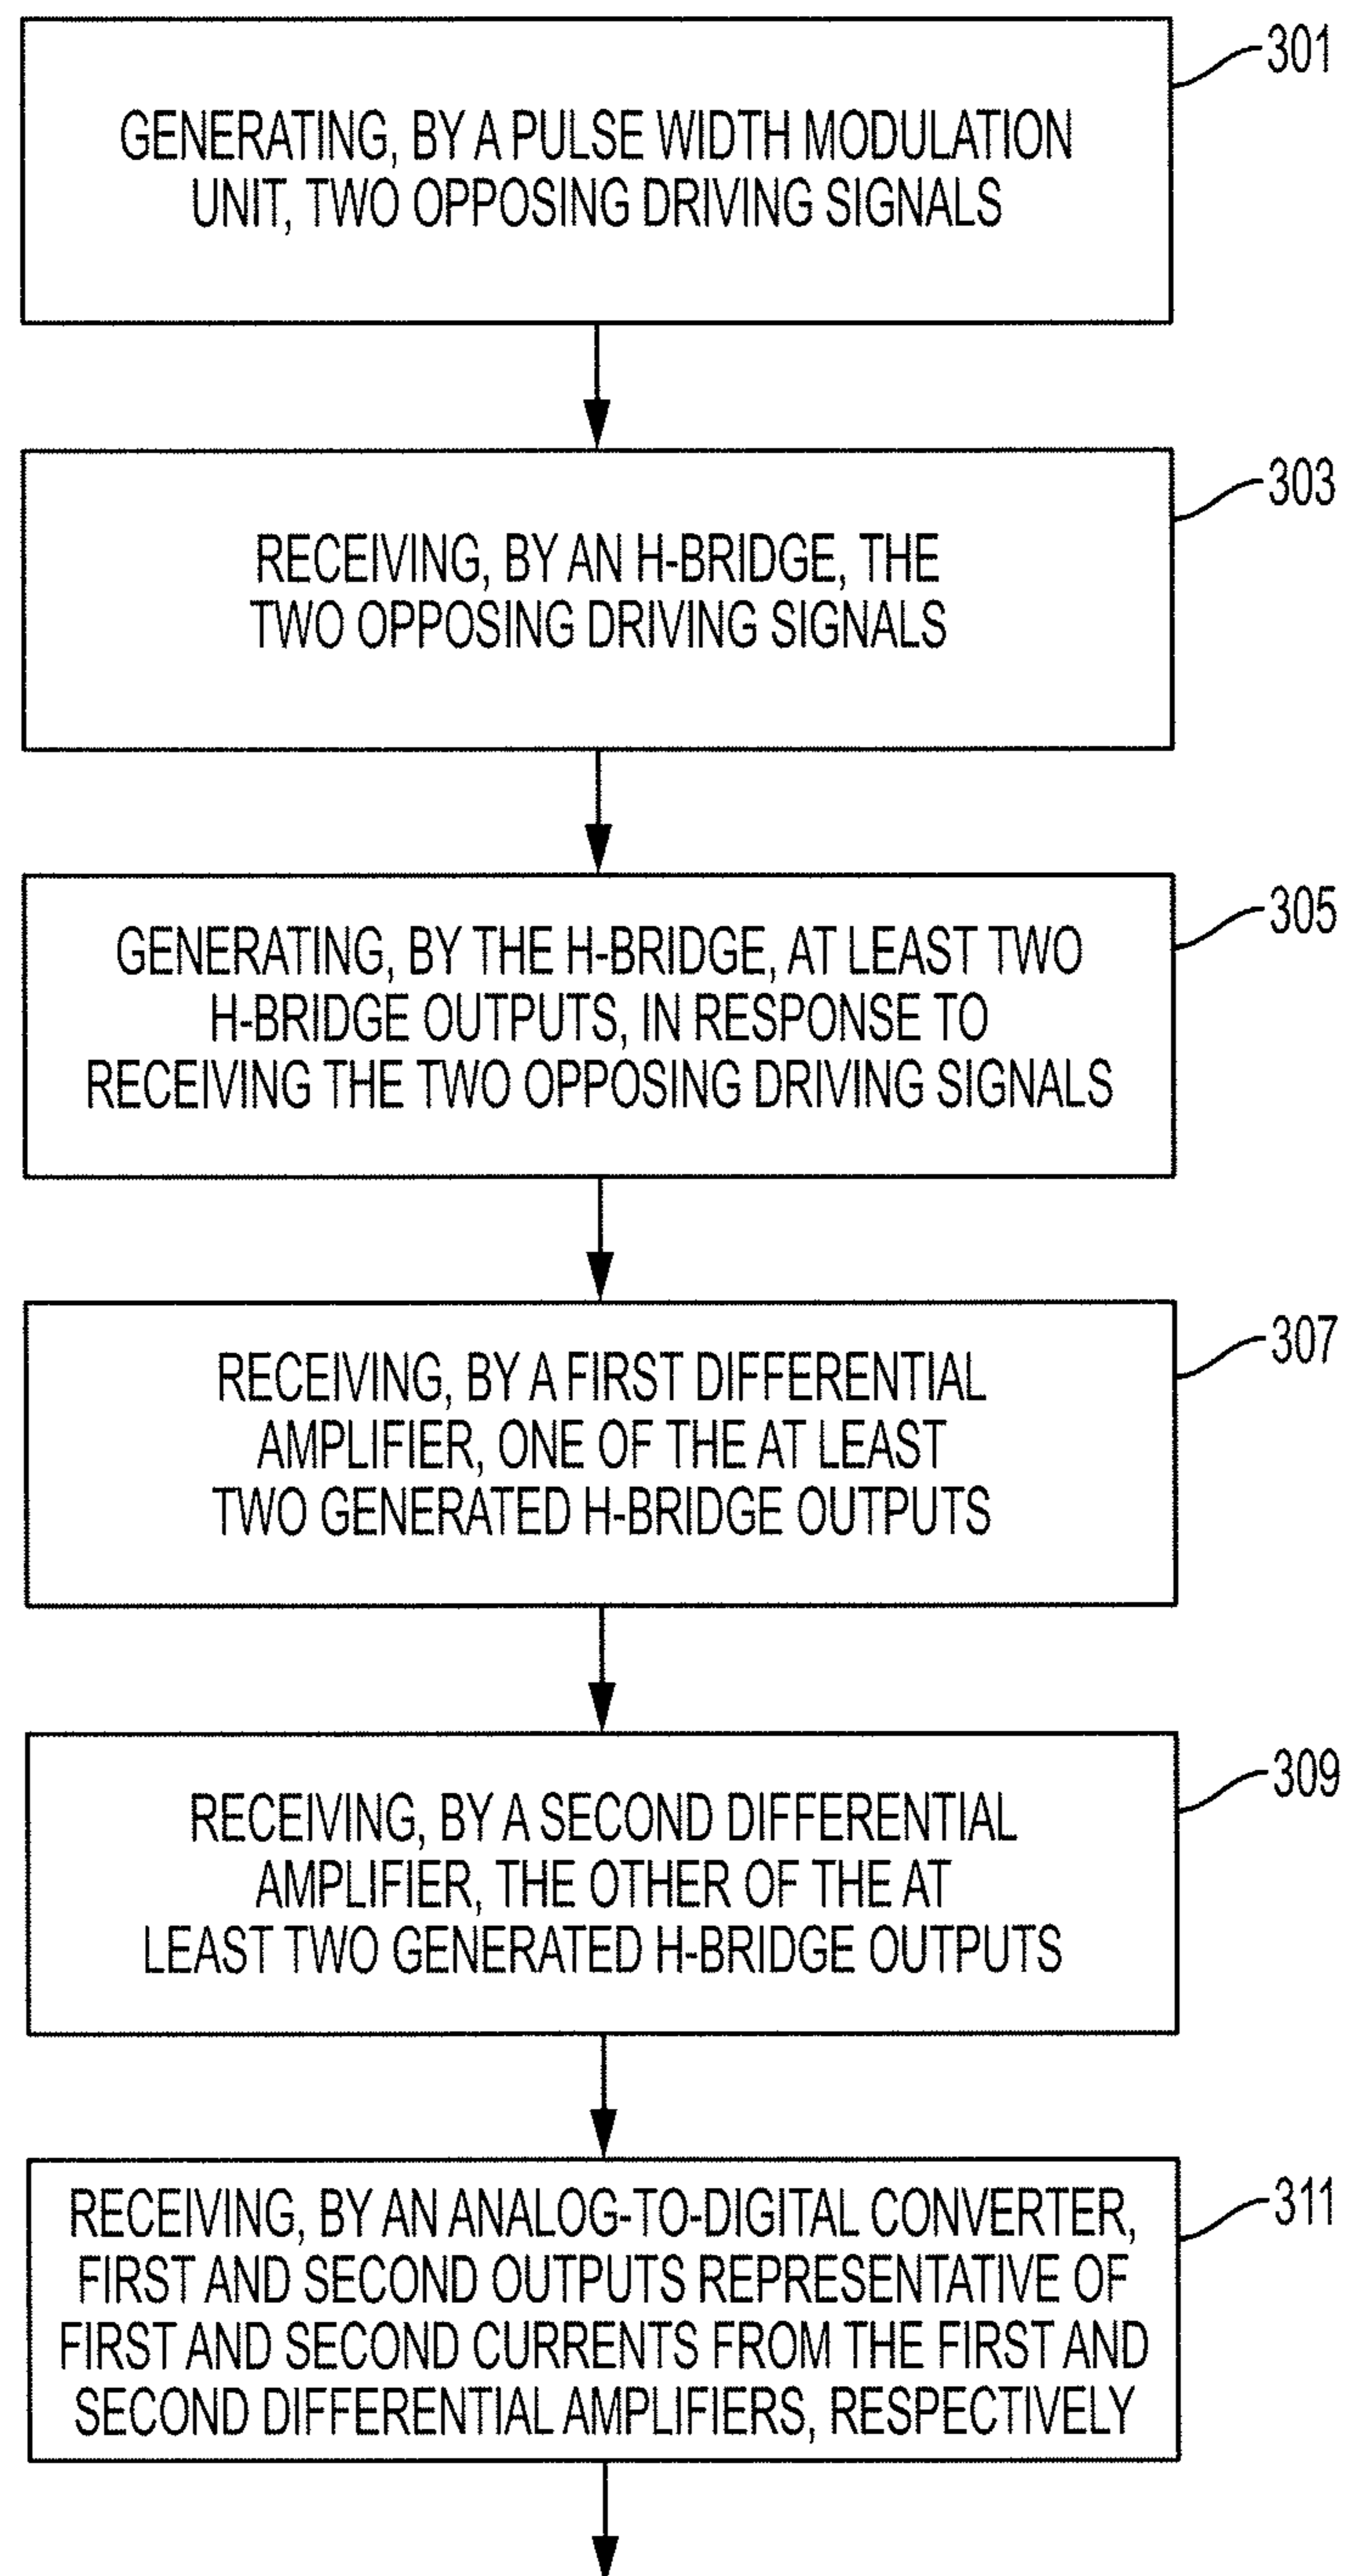 301
GENERATING, BY A PULSE WIDTH MODULATION
UNIT, TWO OPPOSING DRIVING SIGNALS
303
RECEIVING, BY AN H-BRIDGE, THE
TWO OPPOSING DRIVING SIGNALS
305
GENERATING, BY THE H-BRIDGE, AT LEAST TWO
H-BRIDGE OUTPUTS, IN RESPONSE TO
RECEIVING THE TWO OPPOSING DRIVING SIGNALS
307
RECEIVING, BY A FIRST DIFFERENTIAL
AMPLIFIER, ONE OF THE AT LEAST
TWO GENERATED H-BRIDGE OUTPUTS
309
RECEIVING, BY A SECOND DIFFERENTIAL
AMPLIFIER, THE OTHER OF THE AT
LEAST TWO GENERATED H-BRIDGE OUTPUTS
311
RECEIVING, BY AN ANALOG-TO-DIGITAL CONVERTER,
FIRST AND SECOND OUTPUTS REPRESENTATIVE OF
FIRST AND SECOND CURRENTS FROM THE FIRST AND
SECOND DIFFERENTIAL AMPLIFIERS, RESPECTIVELY